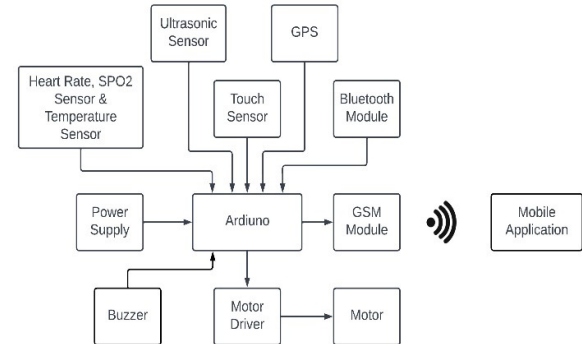 Ultrasonic
Sensor
GPS
Heart Rate, SPO2
Sensor &
Temperature
Sensor
Touch
Sensor
Bluetooth
Module
Power
Supply
Ardiuno
GSM
Module
Mobile
Application
Buzzer
Motor
Driver
Motor